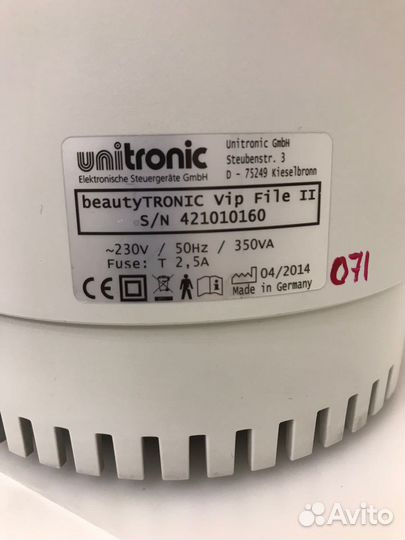 unitronic
Elektronische Steuergeräte GmbH
Unitronic GmbH
Steubenstr. 3
D - 75249 Kieselbronn
beautyTRONIC Vip File II
S/N 421010160
~230V / 50Hz / 350VA
Fuse: T 2,5A
04/2014
Made in Germany
CE
071
Avito